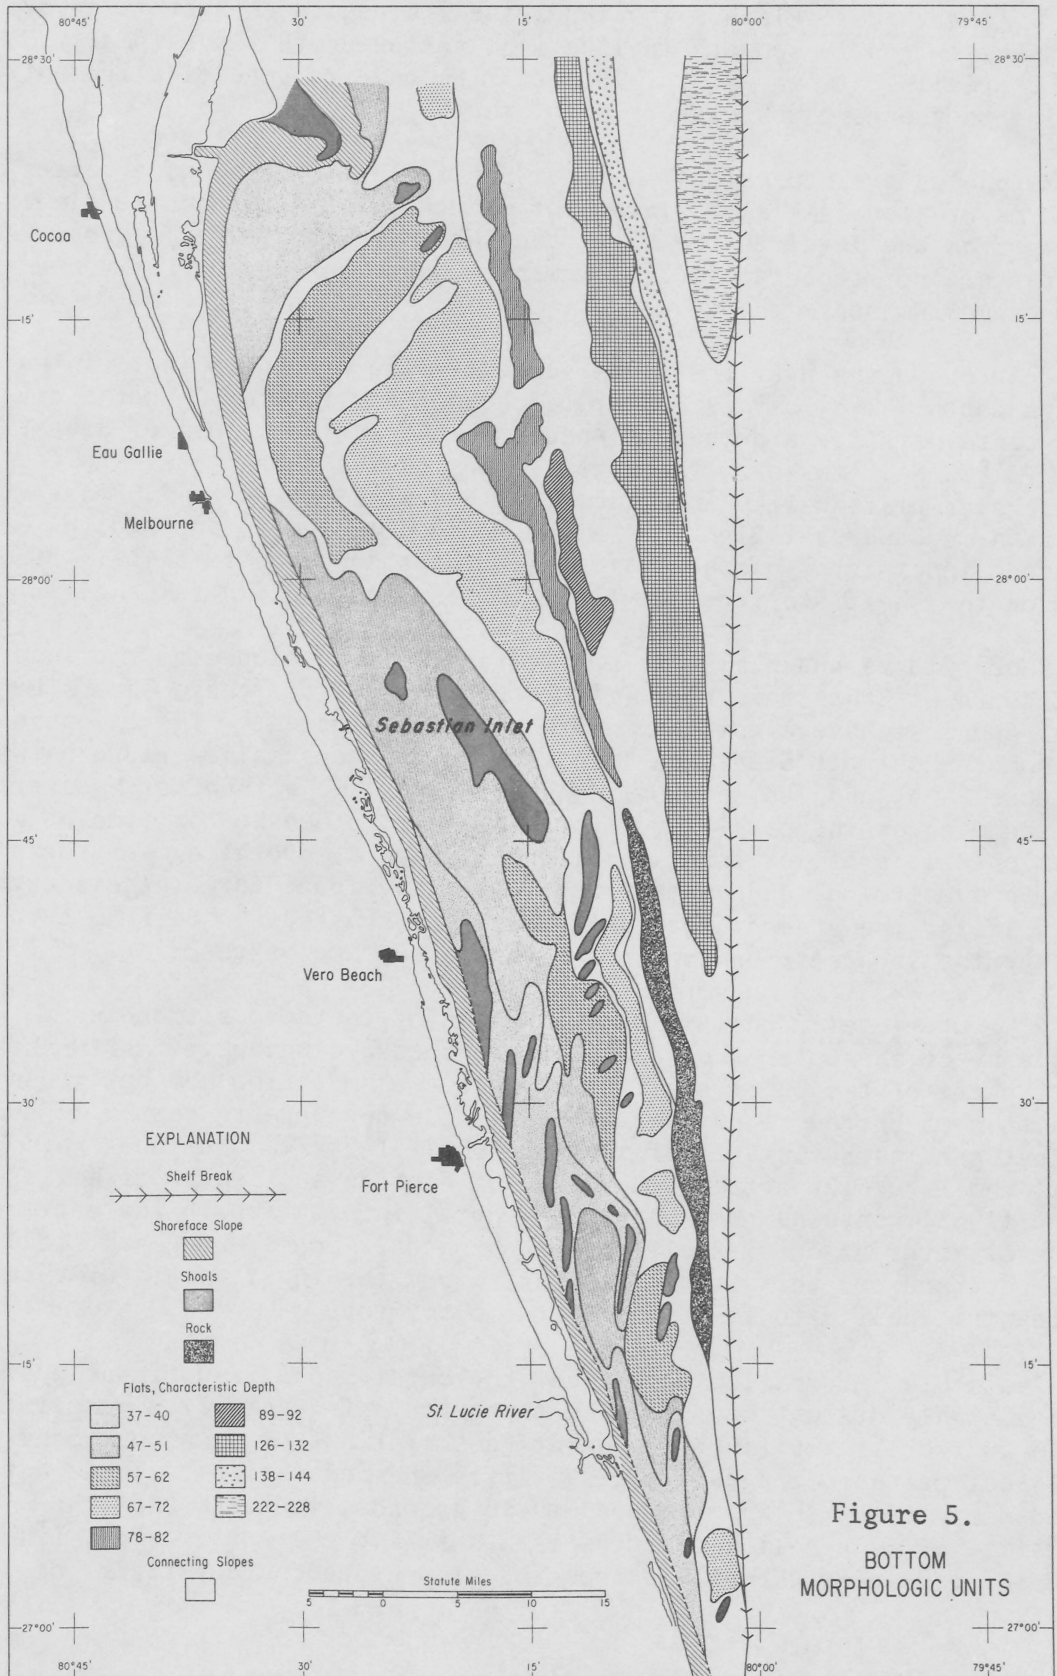 80°45' 30' 15' 80°00' 79°45'
28°30' 28°30'
Cocoa
15' 15'
Eau Gallie
Melbourne
28°00' 28°00'
Sebastian Inlet
45' 45'
Vero Beach
30' 30'
EXPLANATION
Shelf Break
Fort Pierce
Shoreface Slope
Shoals
Rock
15' 15'
Flats, Characteristic Depth
37-40 89-92
47-51 126-132
57-62 138-144
67-72 222-228
78-82
St. Lucie River
Connecting Slopes
Statute Miles
5 0 5 10 15
Figure 5.
BOTTOM
MORPHOLOGIC UNITS
27°00' 27°00'
80°45' 30' 15' 80°00' 79°45'